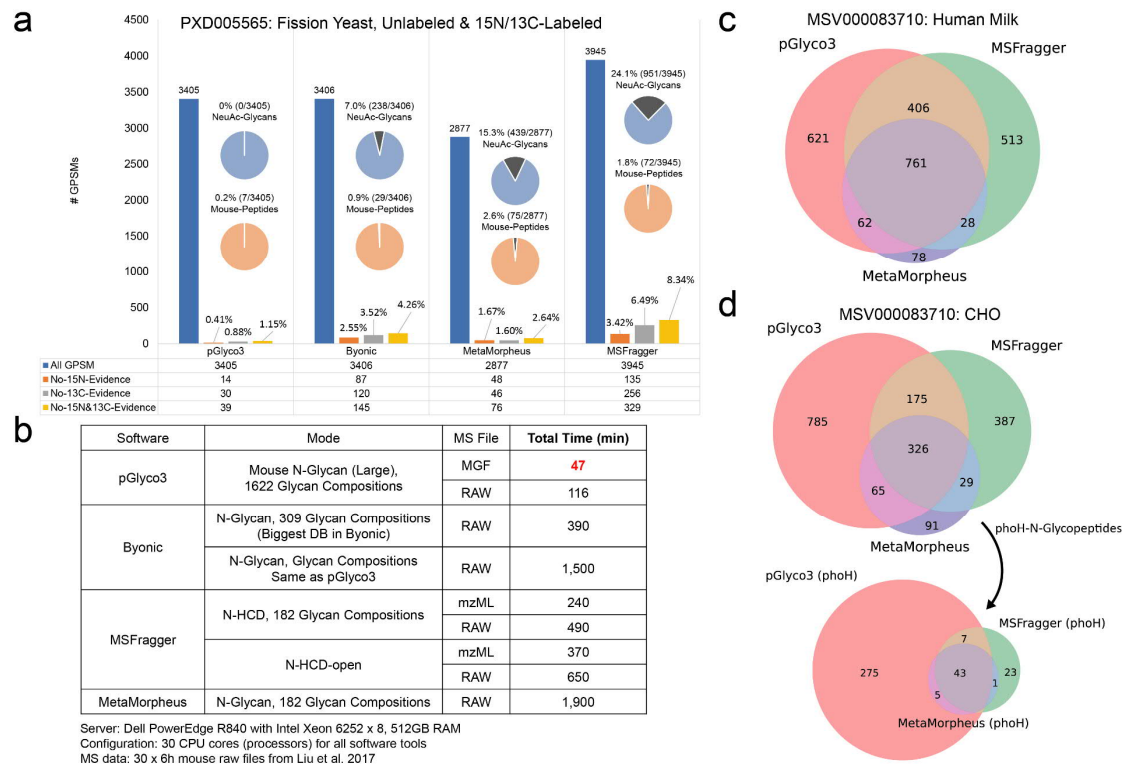 a
PXD005565: Fission Yeast, Unlabeled & 15N/13C-Labeled
# GPSMs
4500
4000
3500
3000
2500
2000
1500
1000
500
0
3405
0% (0/3405)
NeuAc-Glycans
0.2% (7/3405)
Mouse-Peptides
0.41%
0.88%
1.15%
3406
7.0% (238/3406)
NeuAc-Glycans
0.9% (29/3406)
Mouse-Peptides
2.55%
3.52%
4.26%
2877
15.3% (439/2877)
NeuAc-Glycans
2.6% (75/2877)
Mouse-Peptides
1.67%
1.60%
2.64%
3945
24.1% (951/3945)
NeuAc-Glycans
1.8% (72/3945)
Mouse-Peptides
3.42%
6.49%
8.34%
pGlyco3 Byonic MetaMorpheus MSFragger
All GPSM 3405 3406 2877 3945
No-15N-Evidence 14 87 48 135
No-13C-Evidence 30 120 46 256
No-15N&13C-Evidence 39 145 76 329
b
Software Mode MS File Total Time (min)
pGlyco3 Mouse N-Glycan (Large),
1622 Glycan Compositions
MGF 47
RAW 116
Byonic
N-Glycan, 309 Glycan Compositions
(Biggest DB in Byonic)
RAW 390
N-Glycan, Glycan Compositions
Same as pGlyco3
RAW 1,500
MSFragger
N-HCD, 182 Glycan Compositions
mzML 240
RAW 490
N-HCD-open
mzML 370
RAW 650
MetaMorpheus N-Glycan, 182 Glycan Compositions RAW 1,900
Server: Dell PowerEdge R840 with Intel Xeon 6252 x 8, 512GB RAM
Configuration: 30 CPU cores (processors) for all software tools
MS data: 30 x 6h mouse raw files from Liu et al. 2017
c
MSV000083710: Human Milk
pGlyco3
MSFragger
406
621
513
761
62
28
78
MetaMorpheus
d
MSV000083710: CHO
pGlyco3
MSFragger
175
785
387
326
65
29
91
MetaMorpheus
phoH-N-Glycopeptides
pGlyco3 (phoH)
MSFragger (phoH)
7
275
43
23
5
1
MetaMorpheus (phoH)